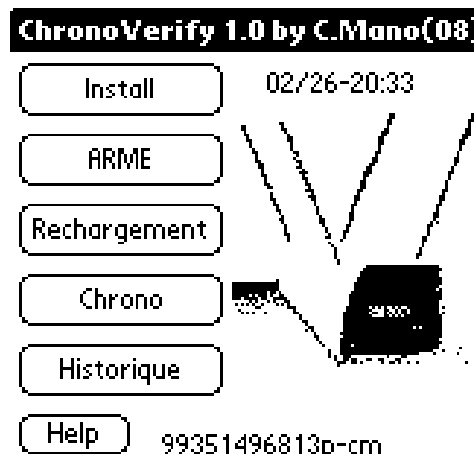 ChronoVerify 1.0 by C.Mano(08)
Install
02/26-20:33
ARME
Rechargement
Chrono
Historique
Help
99351496813p-cm